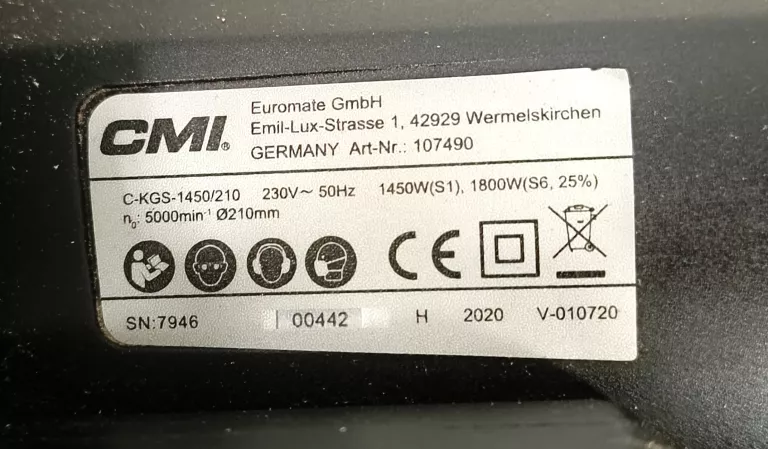 CMI®
Euromate GmbH
Emil-Lux-Strasse 1, 42929 Wermelskirchen
GERMANY Art-Nr.: 107490
C-KGS-1450/210 230V~ 50Hz 1450W(S1), 1800W(S6, 25%)
n₀: 5000min⁻¹ Ø210mm
CE
SN:7946 00442 H 2020 V-010720